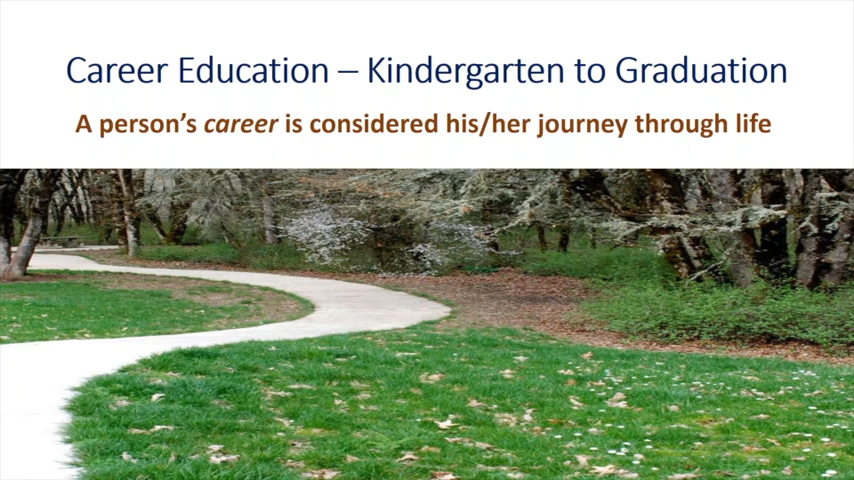 Career Education – Kindergarten to Graduation
A person’s career is considered his/her journey through life